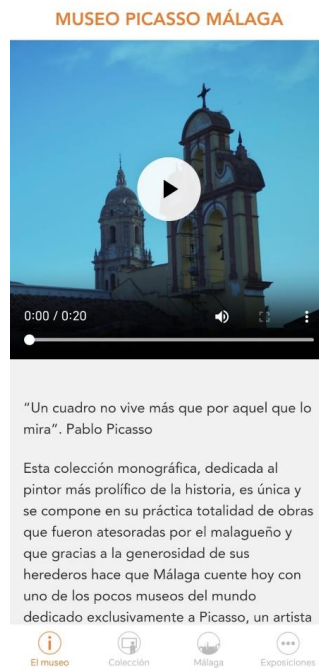 MUSEO PICASSO MÁLAGA
0:00 / 0:20
“Un cuadro no vive más que por aquel que lo
mira”. Pablo Picasso
Esta colección monográfica, dedicada al
pintor más prolífico de la historia, es única y
se compone en su práctica totalidad de obras
que fueron atesoradas por el malagueño y
que gracias a la generosidad de sus
herederos hace que Málaga cuente hoy con
uno de los pocos museos del mundo
dedicado exclusivamente a Picasso, un artista
El museo Colección Málaga Exposiciones